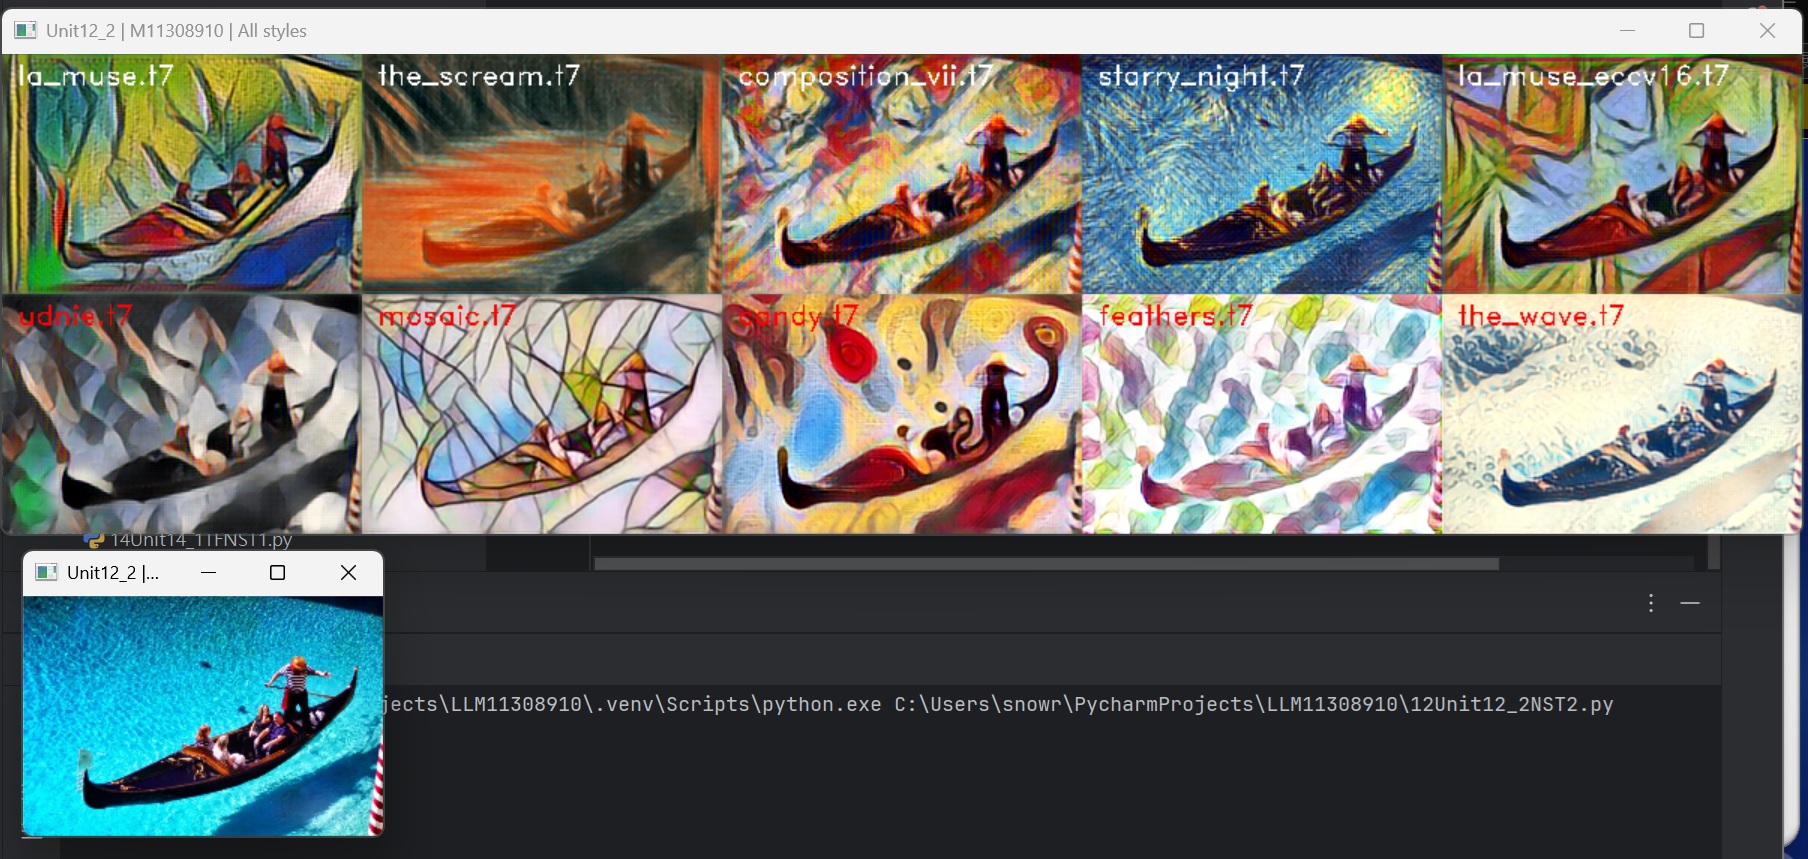 Unit12_2 | M11308910 | All styles
la_muse.t7
the_scream.t7
composition_vii.t7
starry_night.t7
la_muse_eccv16.t7
udnie.t7
mosaic.t7
candy.t7
feathers.t7
the_wave.t7
14Unit14_1TFNST1.py
Unit12_2 |...
jects\LLM11308910\.venv\Scripts\python.exe C:\Users\snowr\PycharmProjects\LLM11308910\12Unit12_2NST2.py